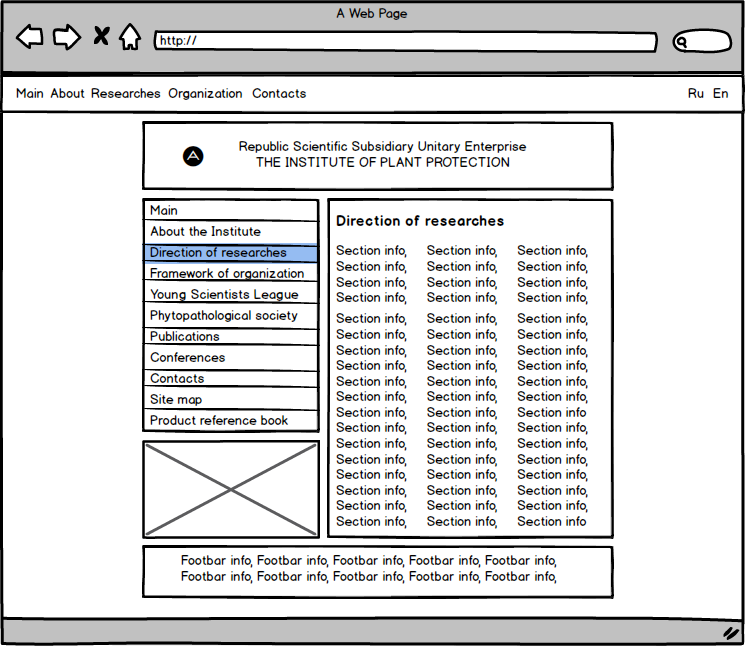 A Web Page
http://
Main About Researches Organization Contacts Ru En
Republic Scientific Subsidiary Unitary Enterprise
THE INSTITUTE OF PLANT PROTECTION
Main
About the Institute
Direction of researches
Framework of organization
Young Scientists League
Phytopathological society
Publications
Conferences
Contacts
Site map
Product reference book
Direction of researches
Section info, Section info, Section info,
Section info, Section info, Section info,
Section info, Section info, Section info,
Section info, Section info, Section info,
Section info, Section info, Section info,
Section info, Section info, Section info,
Section info, Section info, Section info,
Section info, Section info, Section info,
Section info, Section info, Section info,
Section info, Section info, Section info,
Section info, Section info, Section info
Section info, Section info, Section info,
Section info, Section info, Section info,
Section info, Section info, Section info,
Section info, Section info, Section info,
Section info, Section info, Section info,
Section info, Section info, Section info,
Section info, Section info, Section info
Footbar info, Footbar info, Footbar info, Footbar info, Footbar info,
Footbar info, Footbar info, Footbar info, Footbar info, Footbar info,